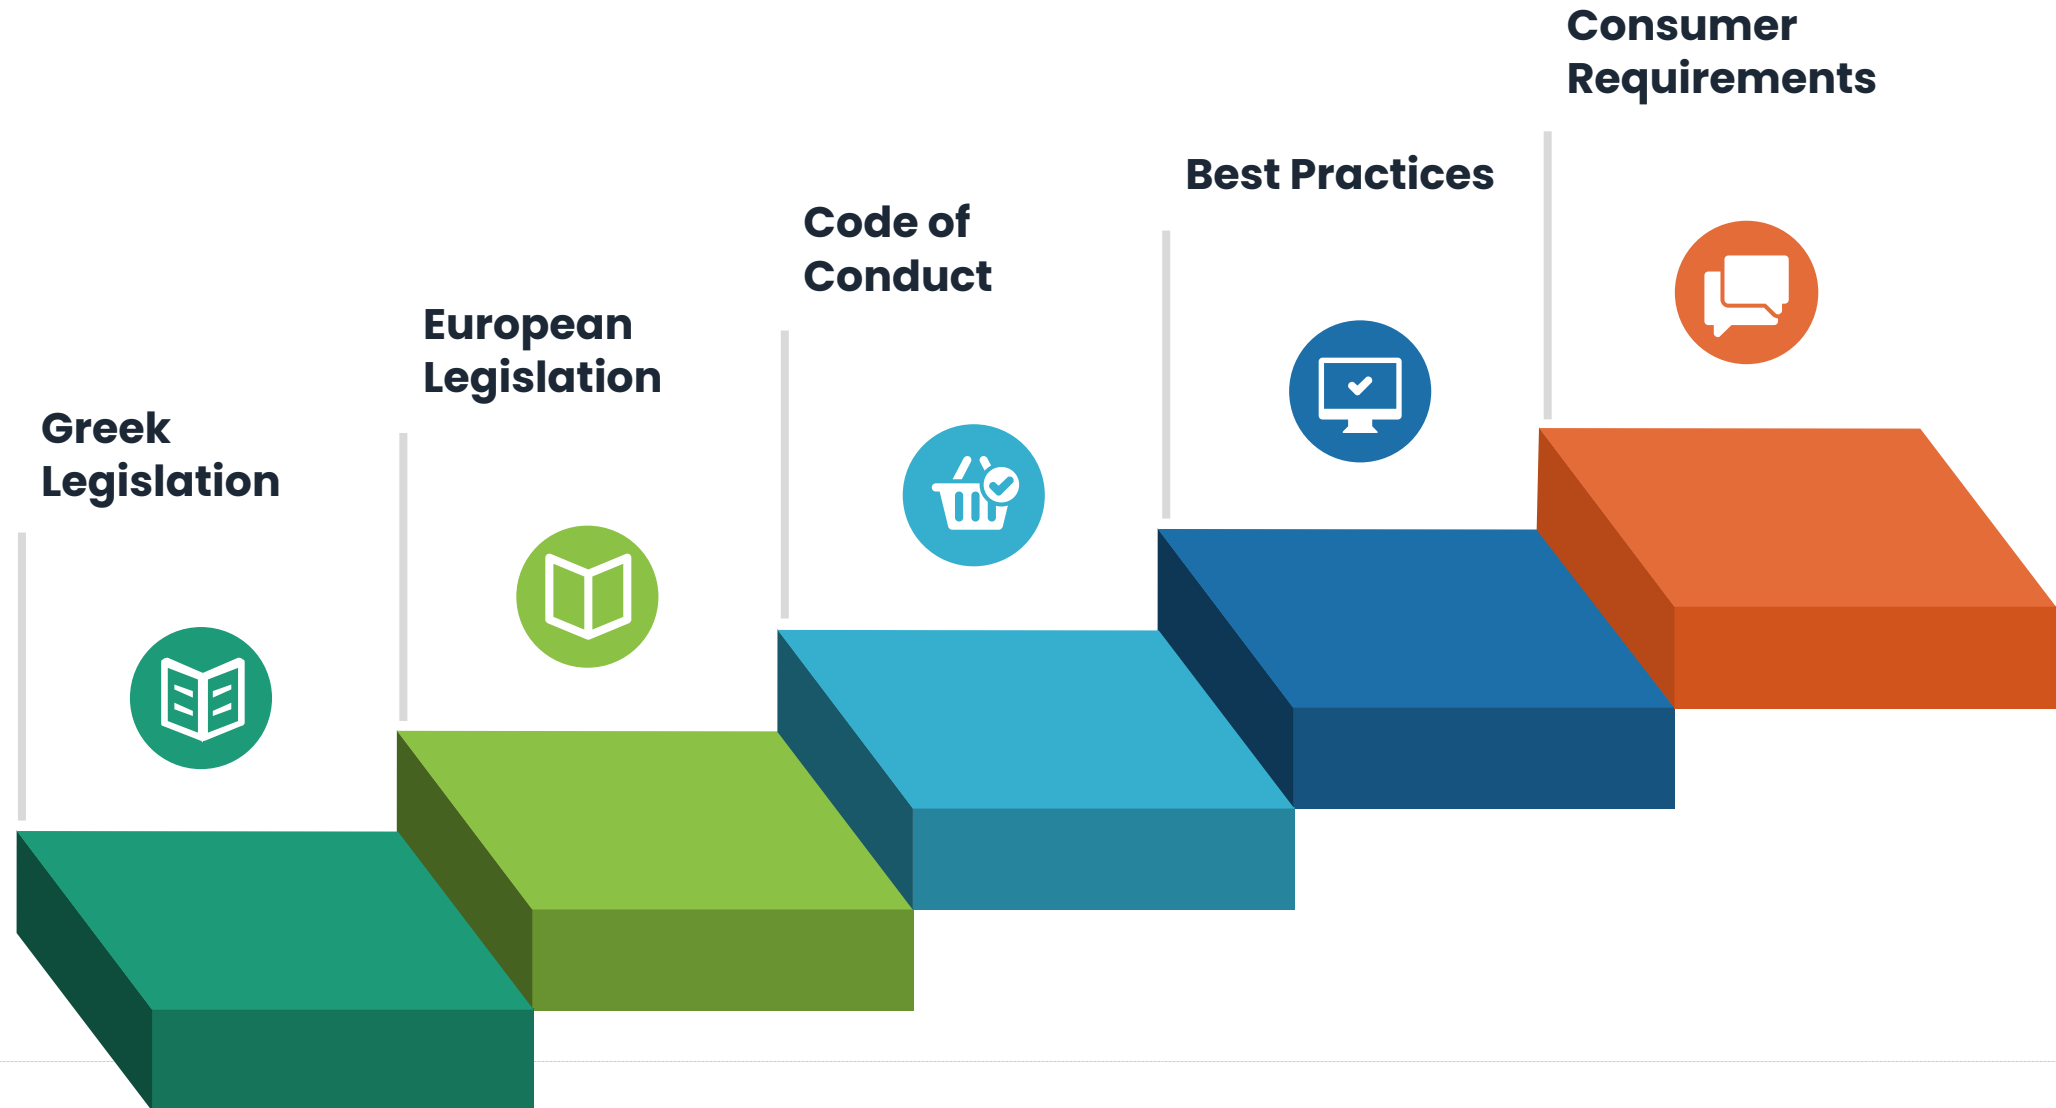 Consumer
Requirements
Best Practices
Code of
Conduct
European
Legislation
Greek
Legislation